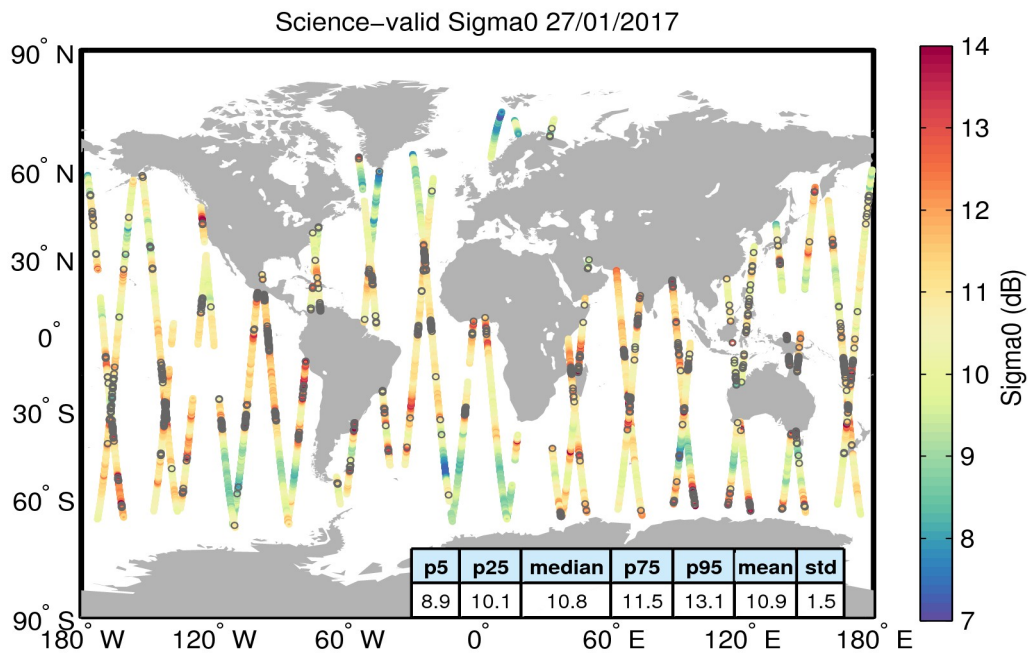 Science−valid Sigma0 27/01/2017
90° N
60° N
30° N
0°
30° S
60° S
90° S
180° W
120° W
60° W
0°
60° E
120° E
180° E
p5 p25 median p75 p95 mean std
8.9 10.1 10.8 11.5 13.1 10.9 1.5
14
13
12
11
10
9
8
7
Sigma0 (dB)